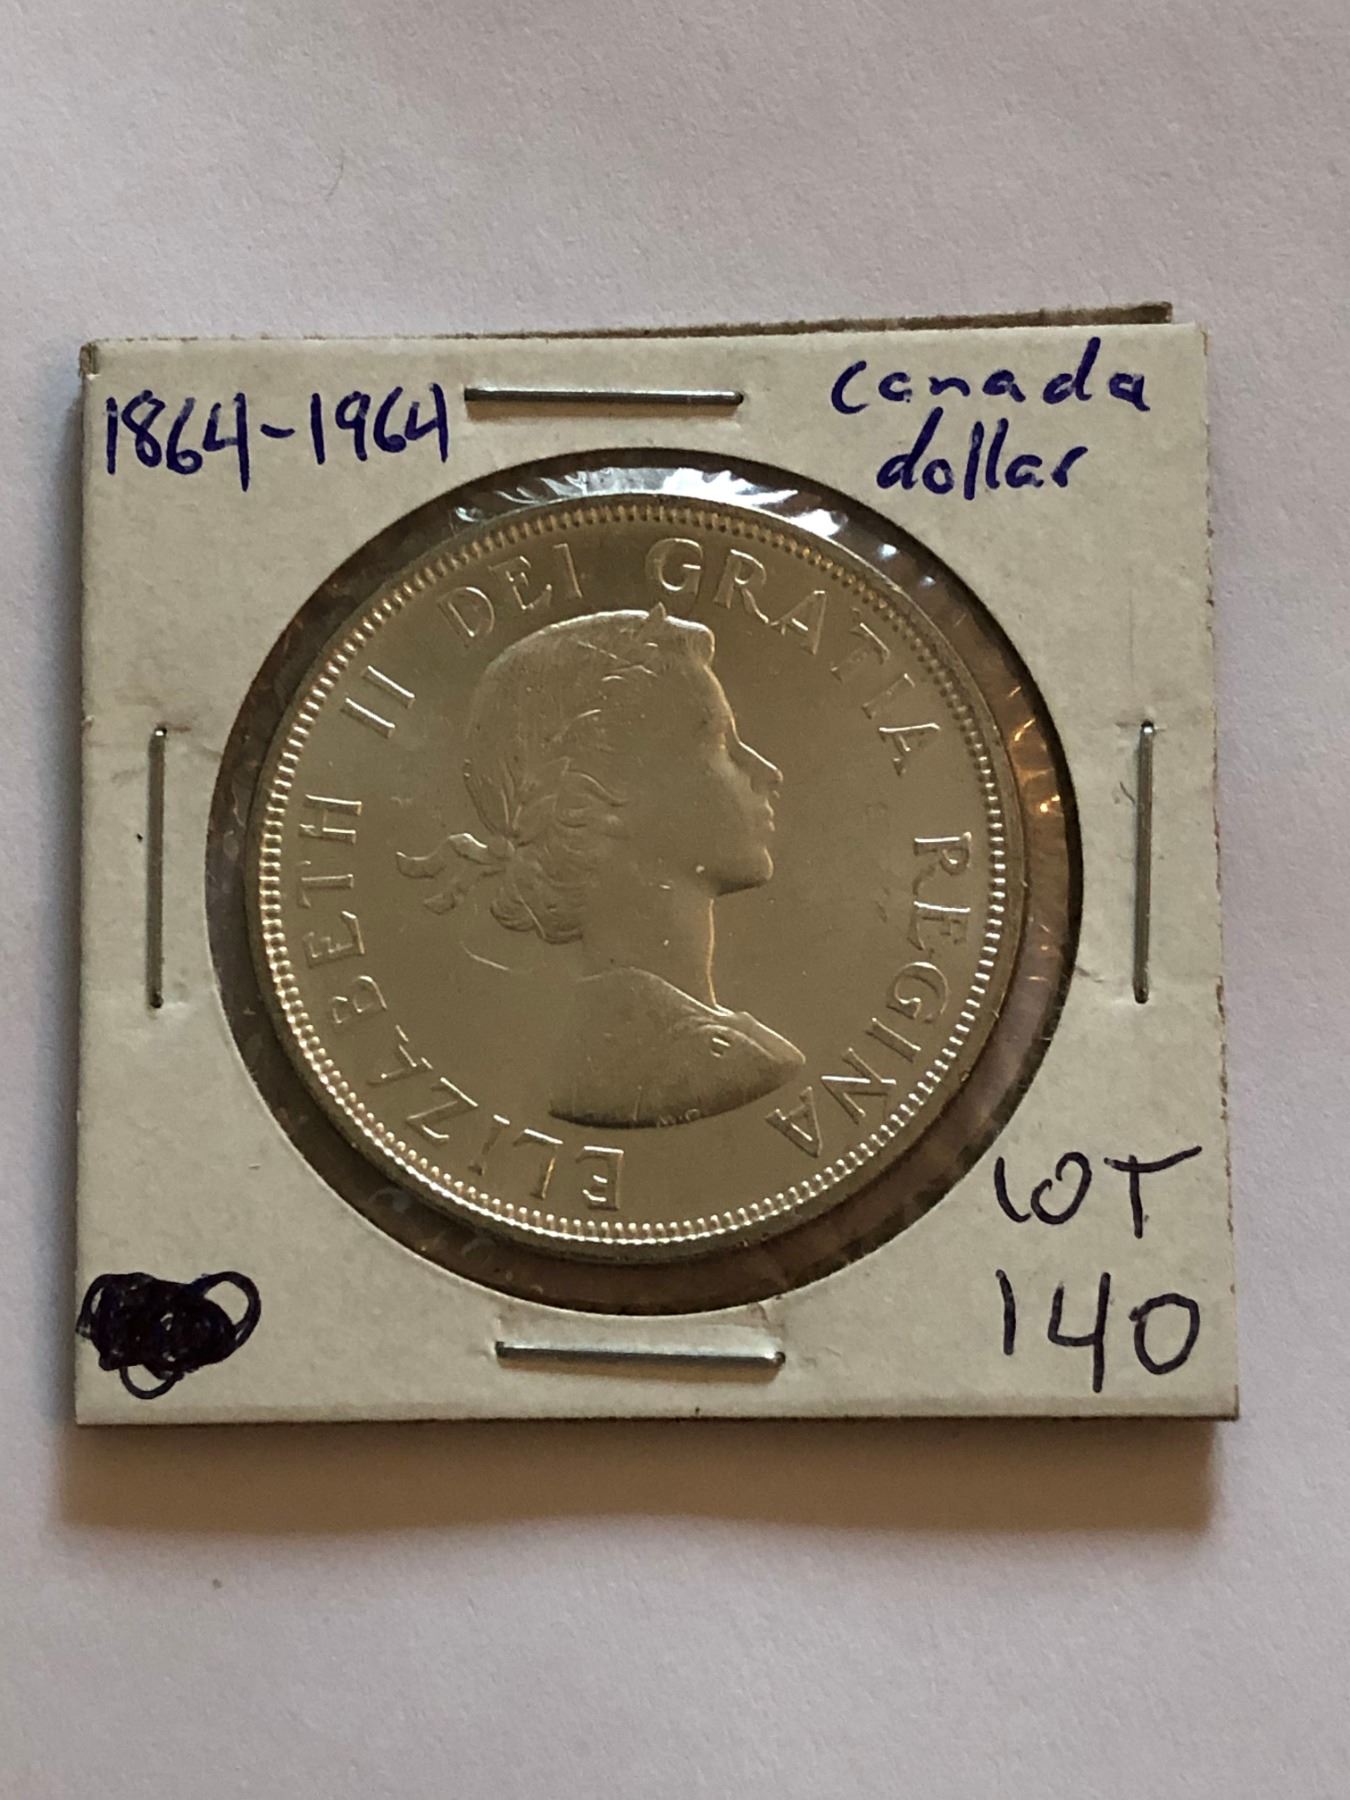 1864-1964
Canada
dollar
ELIZABETH II DEI GRATIA REGINA
LOT
140